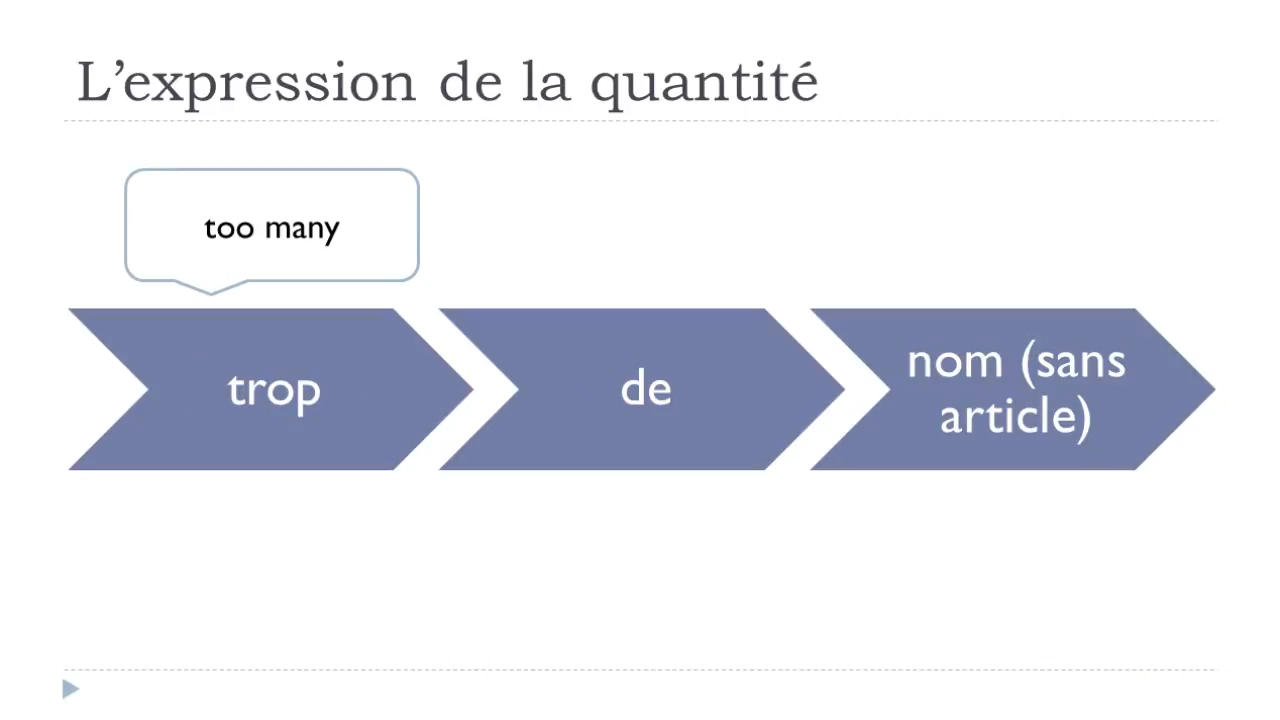 L’expression de la quantité
too many
trop
de
nom (sans
article)